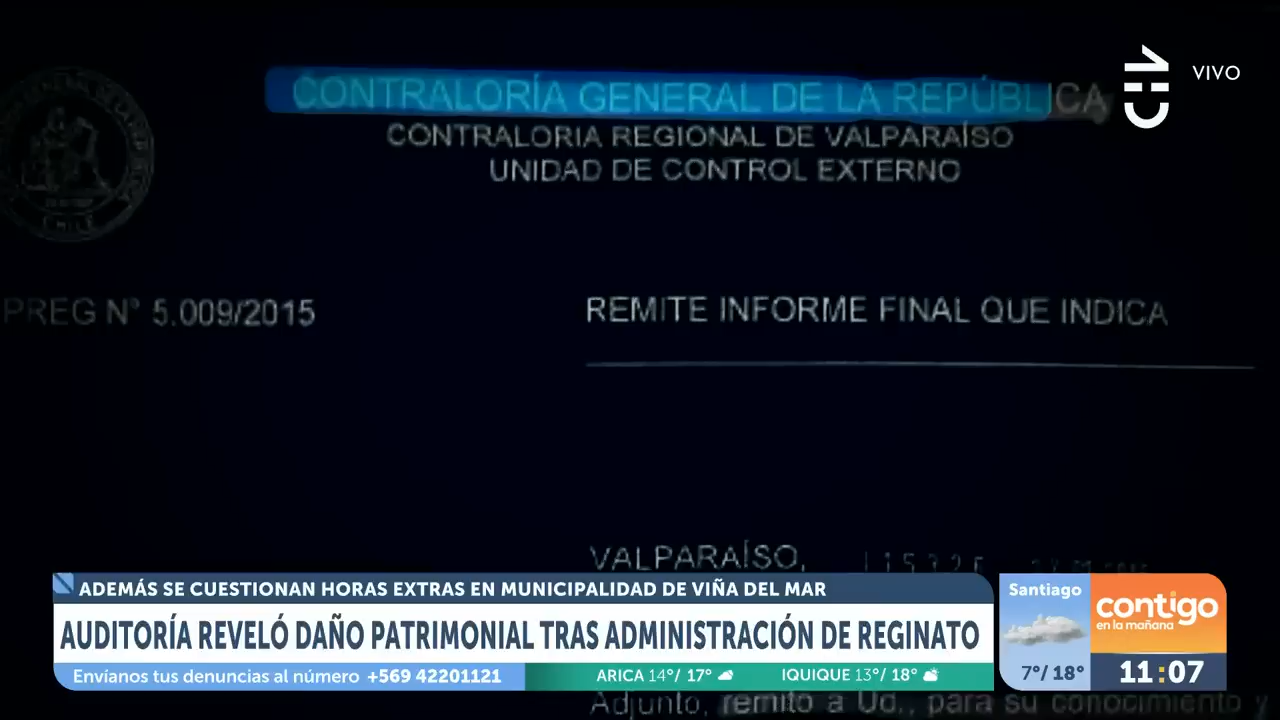 CONTRALORÍA GENERAL DE LA REPÚBLICA
CONTRALORIA REGIONAL DE VALPARAÍSO
UNIDAD DE CONTROL EXTERNO
CHV
VIVO
CHILE
PREG N° 5.009/2015
REMITE INFORME FINAL QUE INDICA
VALPARAÍSO,
ADEMÁS SE CUESTIONAN HORAS EXTRAS EN MUNICIPALIDAD DE VIÑA DEL MAR
AUDITORÍA REVELÓ DAÑO PATRIMONIAL TRAS ADMINISTRACIÓN DE REGINATO
Envíanos tus denuncias al número +569 42201121
ARICA 14°/ 17°
IQUIQUE 13°/ 18°
Santiago
7°/ 18°
contigo
en la mañana
11:07
Adjunto, remito a Ud., para su conocimiento y